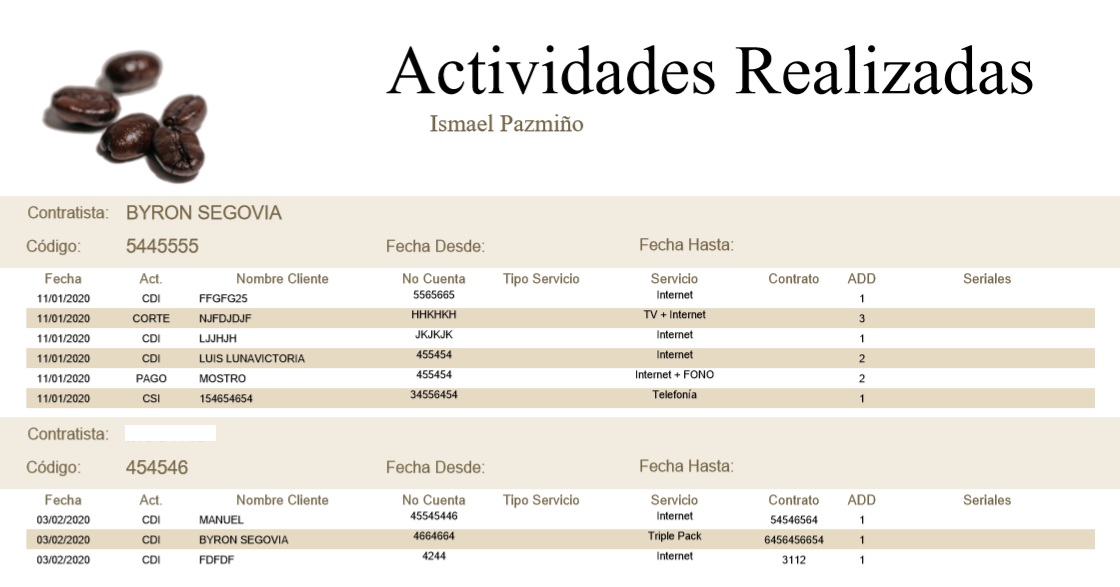 Actividades Realizadas
Ismael Pazmiño
Contratista: BYRON SEGOVIA
Código: 5445555 Fecha Desde: Fecha Hasta:
Fecha Act. Nombre Cliente No Cuenta Tipo Servicio Servicio Contrato ADD Seriales
11/01/2020 CDI FFGFG25 5565665 Internet 1
11/01/2020 CORTE NJFDJDJF HHKHKH TV + Internet 3
11/01/2020 CDI LJJHJH JKJKJK Internet 1
11/01/2020 CDI LUIS LUNAVICTORIA 455454 Internet 2
11/01/2020 PAGO MOSTRO 455454 Internet + FONO 2
11/01/2020 CSI 154654654 34556454 Telefonía 1
Contratista:
Código: 454546 Fecha Desde: Fecha Hasta:
Fecha Act. Nombre Cliente No Cuenta Tipo Servicio Servicio Contrato ADD Seriales
03/02/2020 CDI MANUEL 45545446 Internet 54546564 1
03/02/2020 CDI BYRON SEGOVIA 4664664 Triple Pack 6456456654 1
03/02/2020 CDI FDFDF 4244 Internet 3112 1